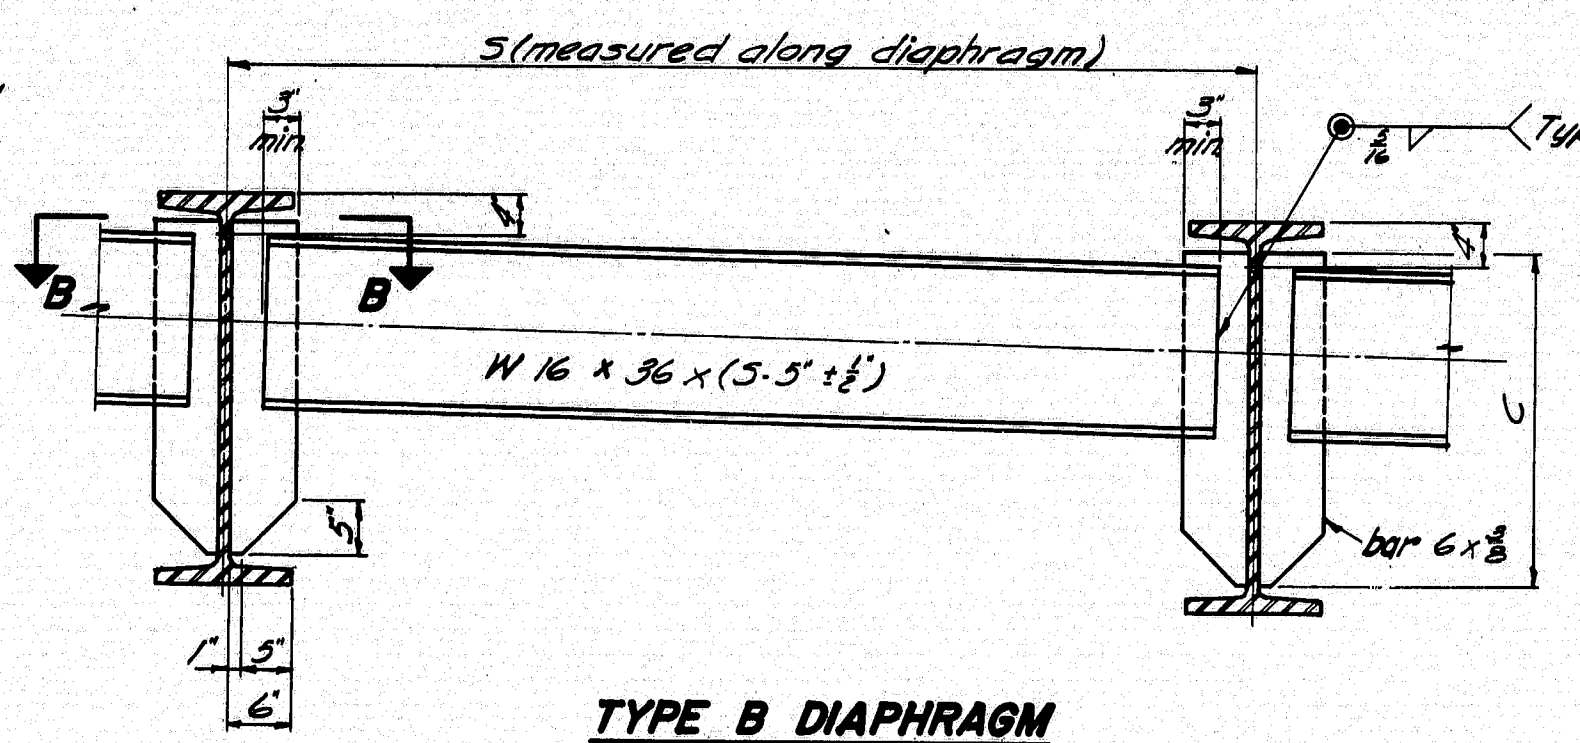 S (measured along diaphragm)
3"
min
3"
min
5/16
Typ
4
4
B
B
W 16 x 36 x (S-5" ± 1/2")
C
5"
bar 6 x 3/8
1"
5"
6"
TYPE B DIAPHRAGM